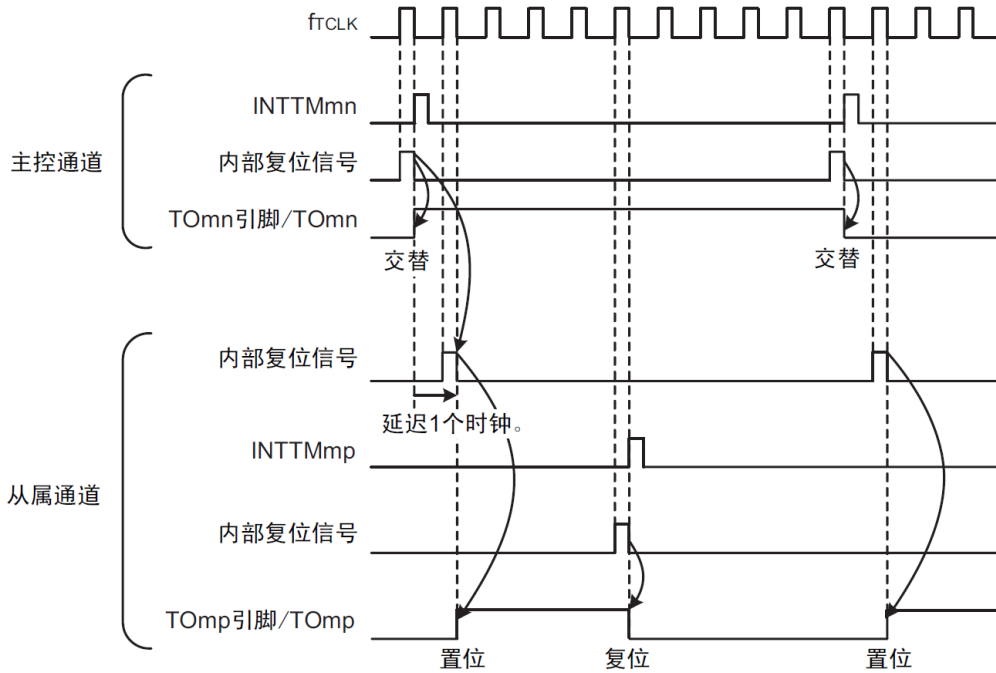 fTCLK
INTTMmn
主控通道
内部复位信号
TOmn引脚/TOmn
交替
交替
内部复位信号
延迟1个时钟。
INTTMmp
从属通道
内部复位信号
TOmp引脚/TOmp
置位
复位
置位